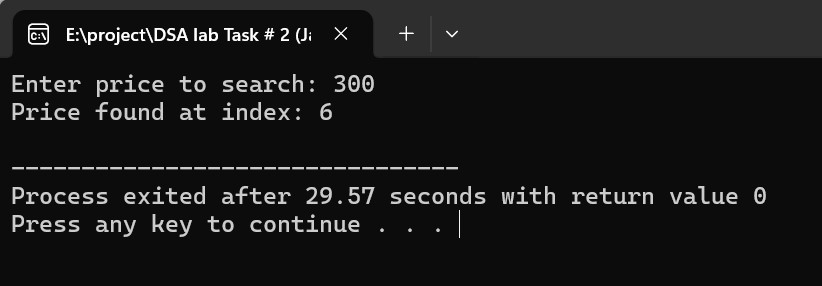 E:\project\DSA lab Task # 2 (Ja
Enter price to search: 300
Price found at index: 6
--------------------------------
Process exited after 29.57 seconds with return value 0
Press any key to continue . . .